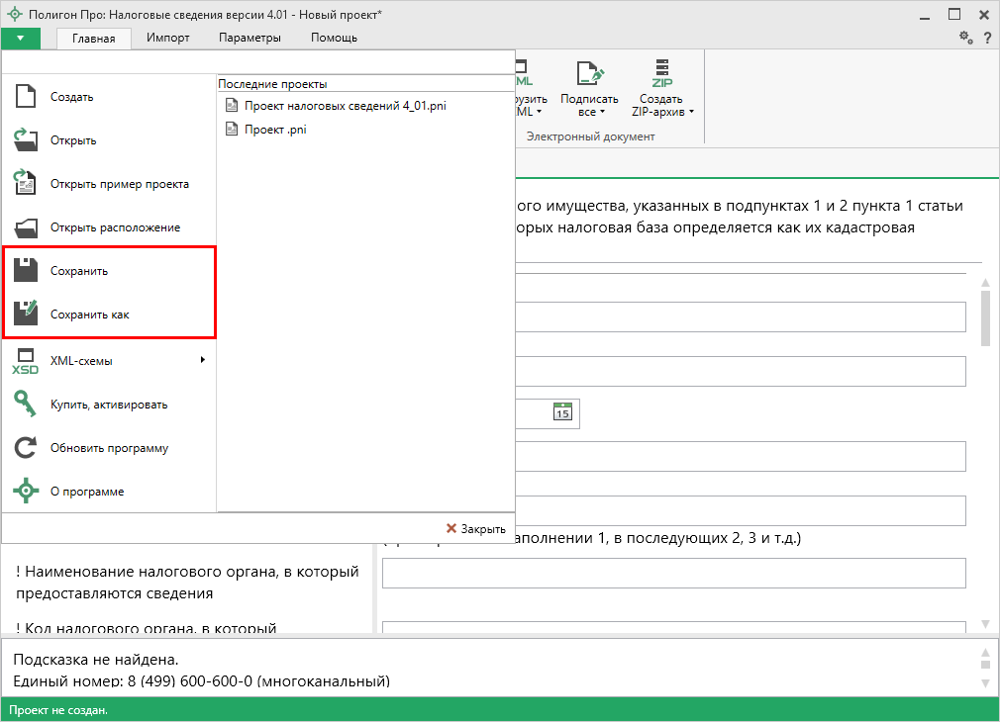 Полигон Про: Налоговые сведения версии 4.01 - Новый проект*
Главная
Импорт
Параметры
Помощь
?
Создать
Открыть
Открыть пример проекта
Открыть расположение
Сохранить
Сохранить как
XSD
XML-схемы
Купить, активировать
Обновить программу
О программе
Последние проекты
Проект налоговых сведений 4_01.pni
Проект .pni
Закрыть
ML
рузить
ML
Подписать
все
ZIP
Создать
ZIP-архив
Электронный документ
ого имущества, указанных в подпунктах 1 и 2 пункта 1 статьи
орых налоговая база определяется как их кадастровая
15
аполнении 1, в последующих 2, 3 и т.д.)
! Наименование налогового органа, в который
предоставляются сведения
! Код налогового органа, в который
Подсказка не найдена.
Единый номер: 8 (499) 600-600-0 (многоканальный)
Проект не создан.